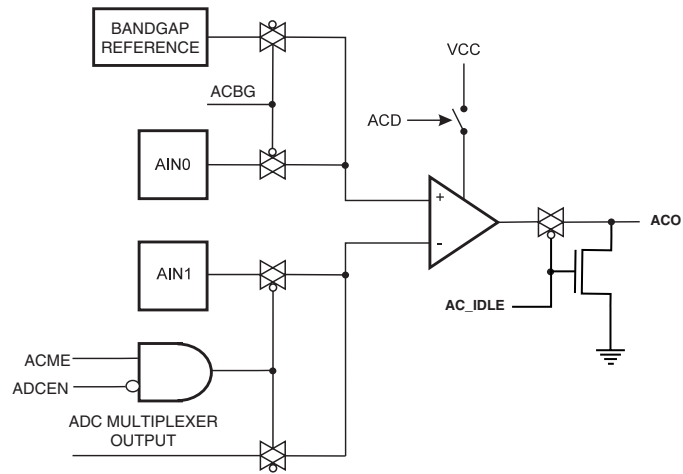 BANDGAP
REFERENCE
VCC
ACBG
ACD
AIN0
+
-
ACO
AIN1
AC_IDLE
ACME
ADCEN
ADC MULTIPLEXER
OUTPUT